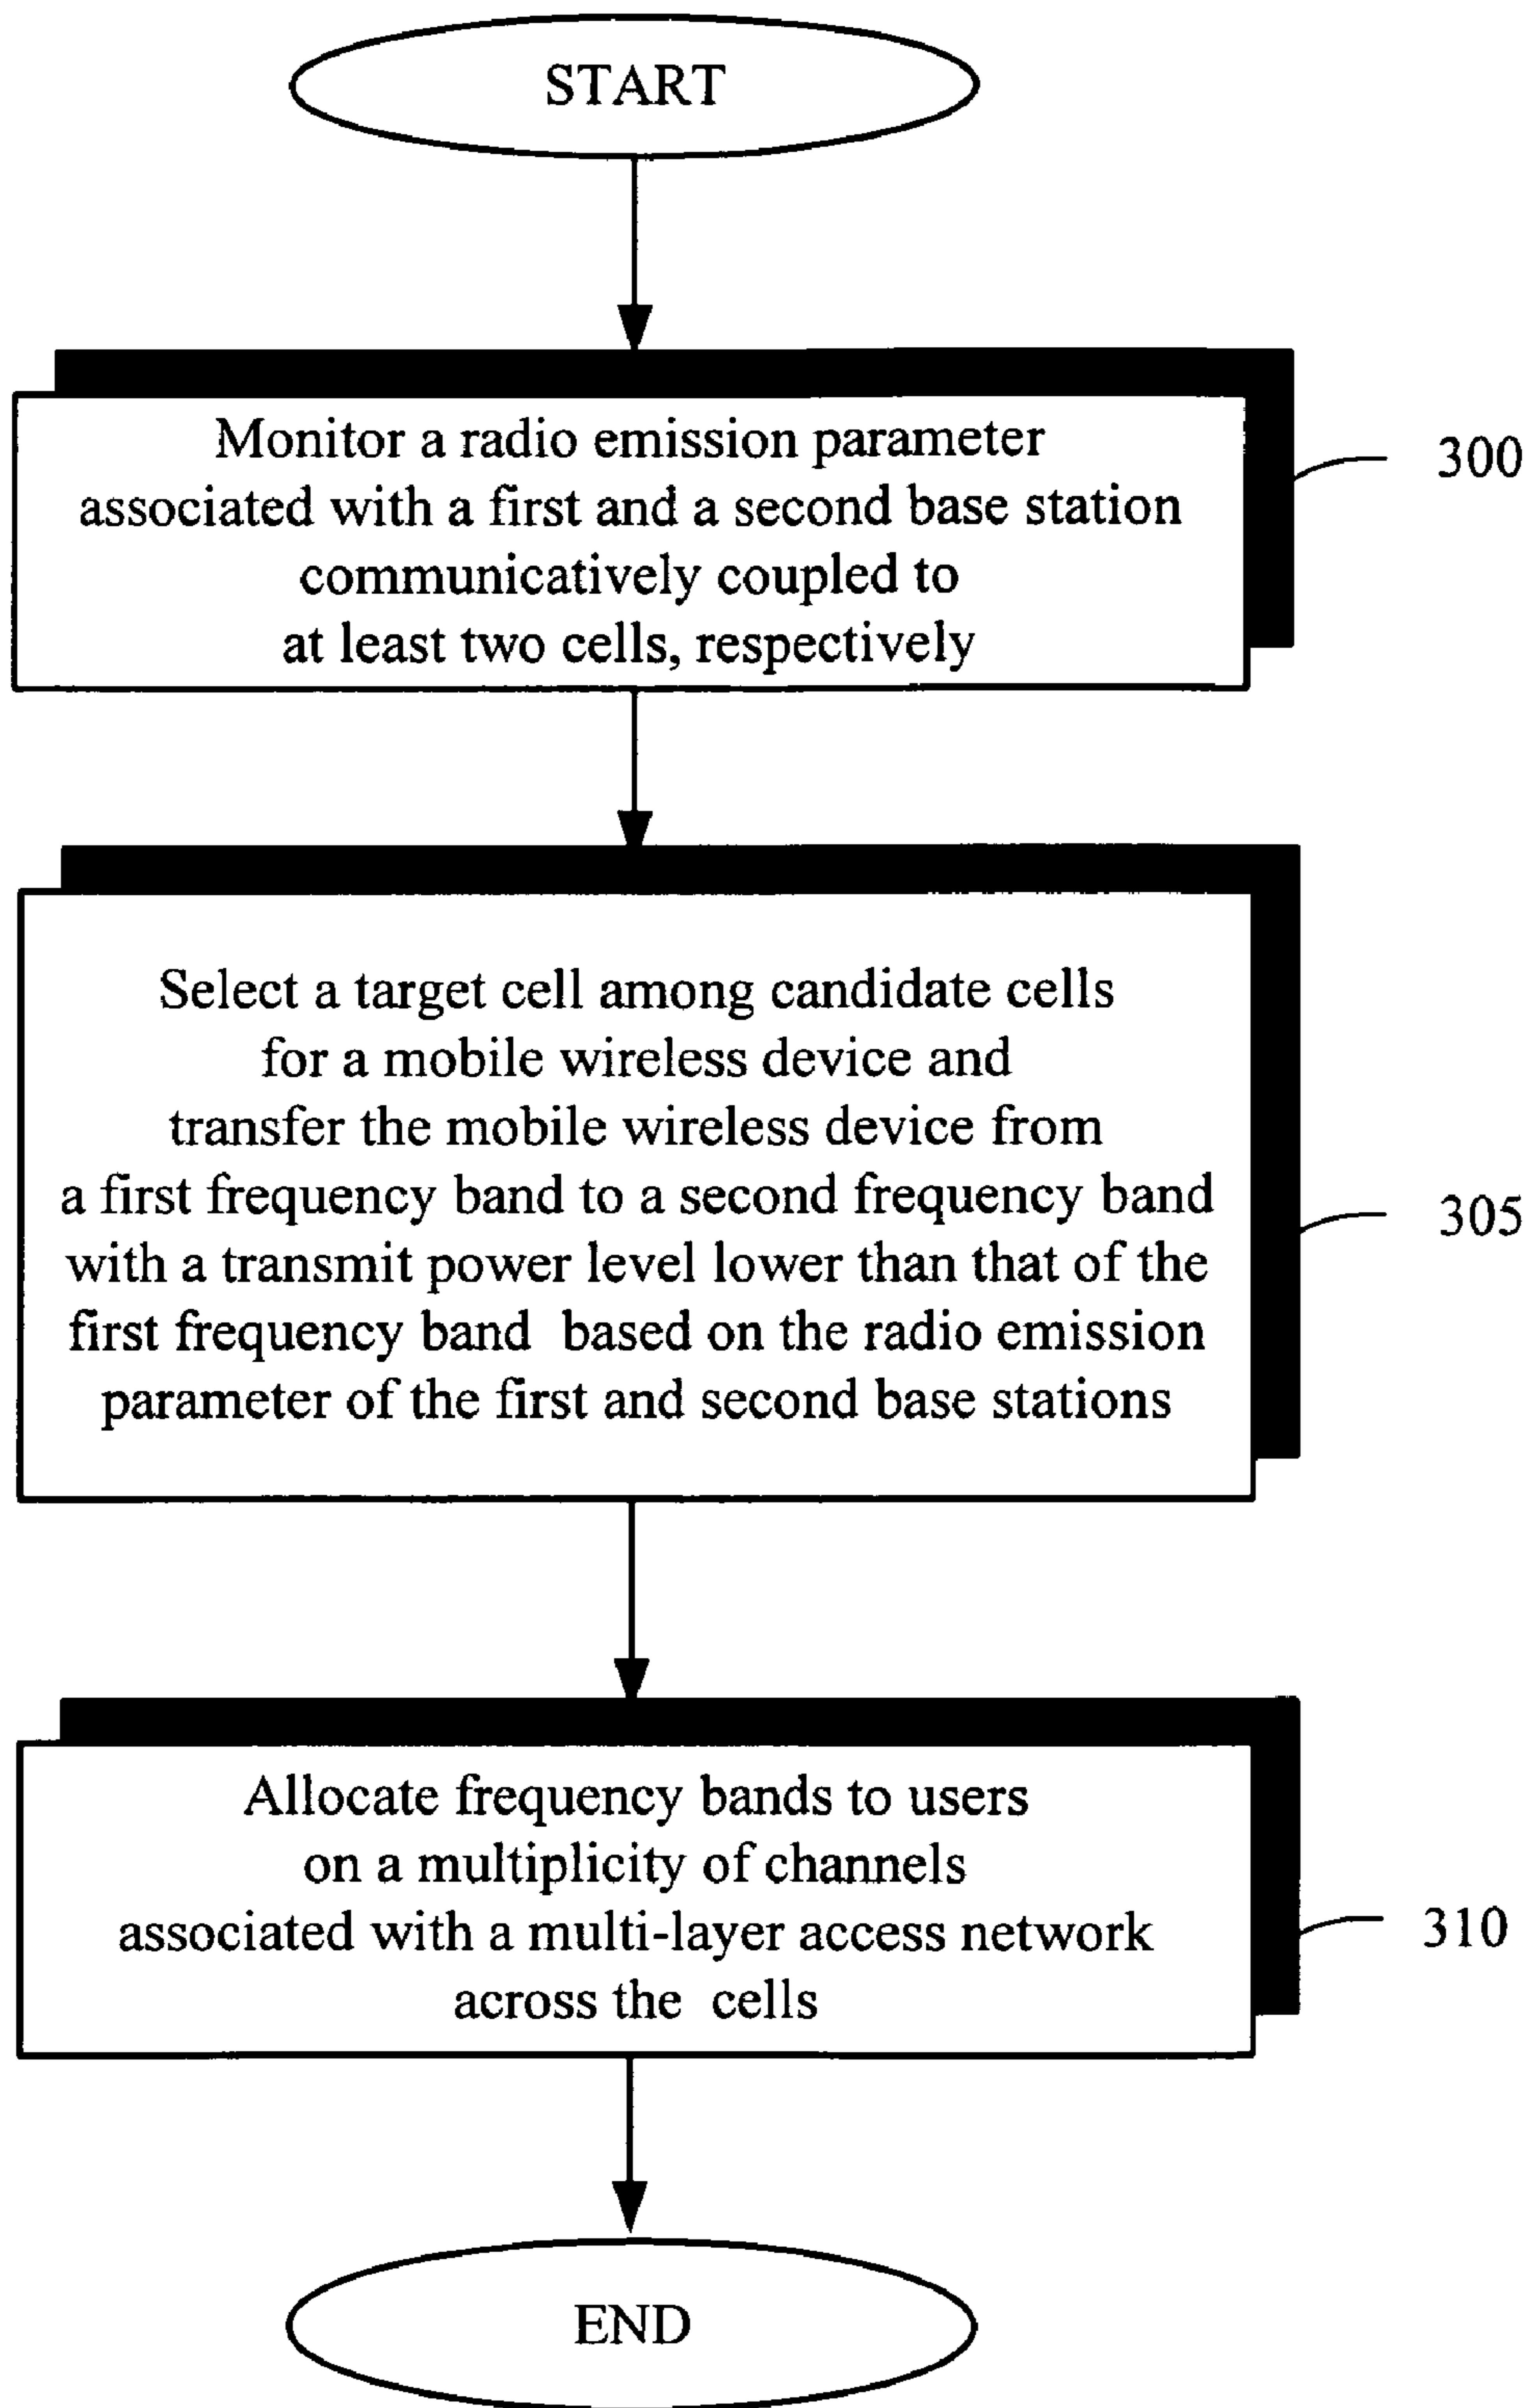 START
Monitor a radio emission parameter
associated with a first and a second base station
communicatively coupled to
at least two cells, respectively
300
Select a target cell among candidate cells
for a mobile wireless device and
transfer the mobile wireless device from
a first frequency band to a second frequency band
with a transmit power level lower than that of the
first frequency band based on the radio emission
parameter of the first and second base stations
305
Allocate frequency bands to users
on a multiplicity of channels
associated with a multi-layer access network
across the cells
310
END